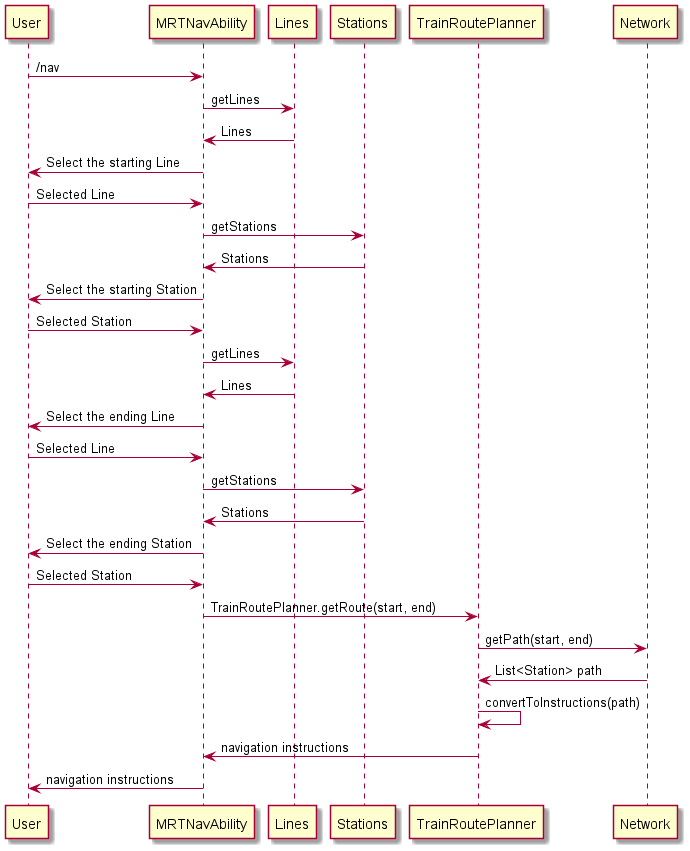 User MRTNavAbility Lines Stations TrainRoutePlanner Network
/nav
getLines
Lines
Select the starting Line
Selected Line
getStations
Stations
Select the starting Station
Selected Station
getLines
Lines
Select the ending Line
Selected Line
getStations
Stations
Select the ending Station
Selected Station
TrainRoutePlanner.getRoute(start, end)
getPath(start, end)
List<Station> path
convertToInstructions(path)
navigation instructions
navigation instructions
User MRTNavAbility Lines Stations TrainRoutePlanner Network